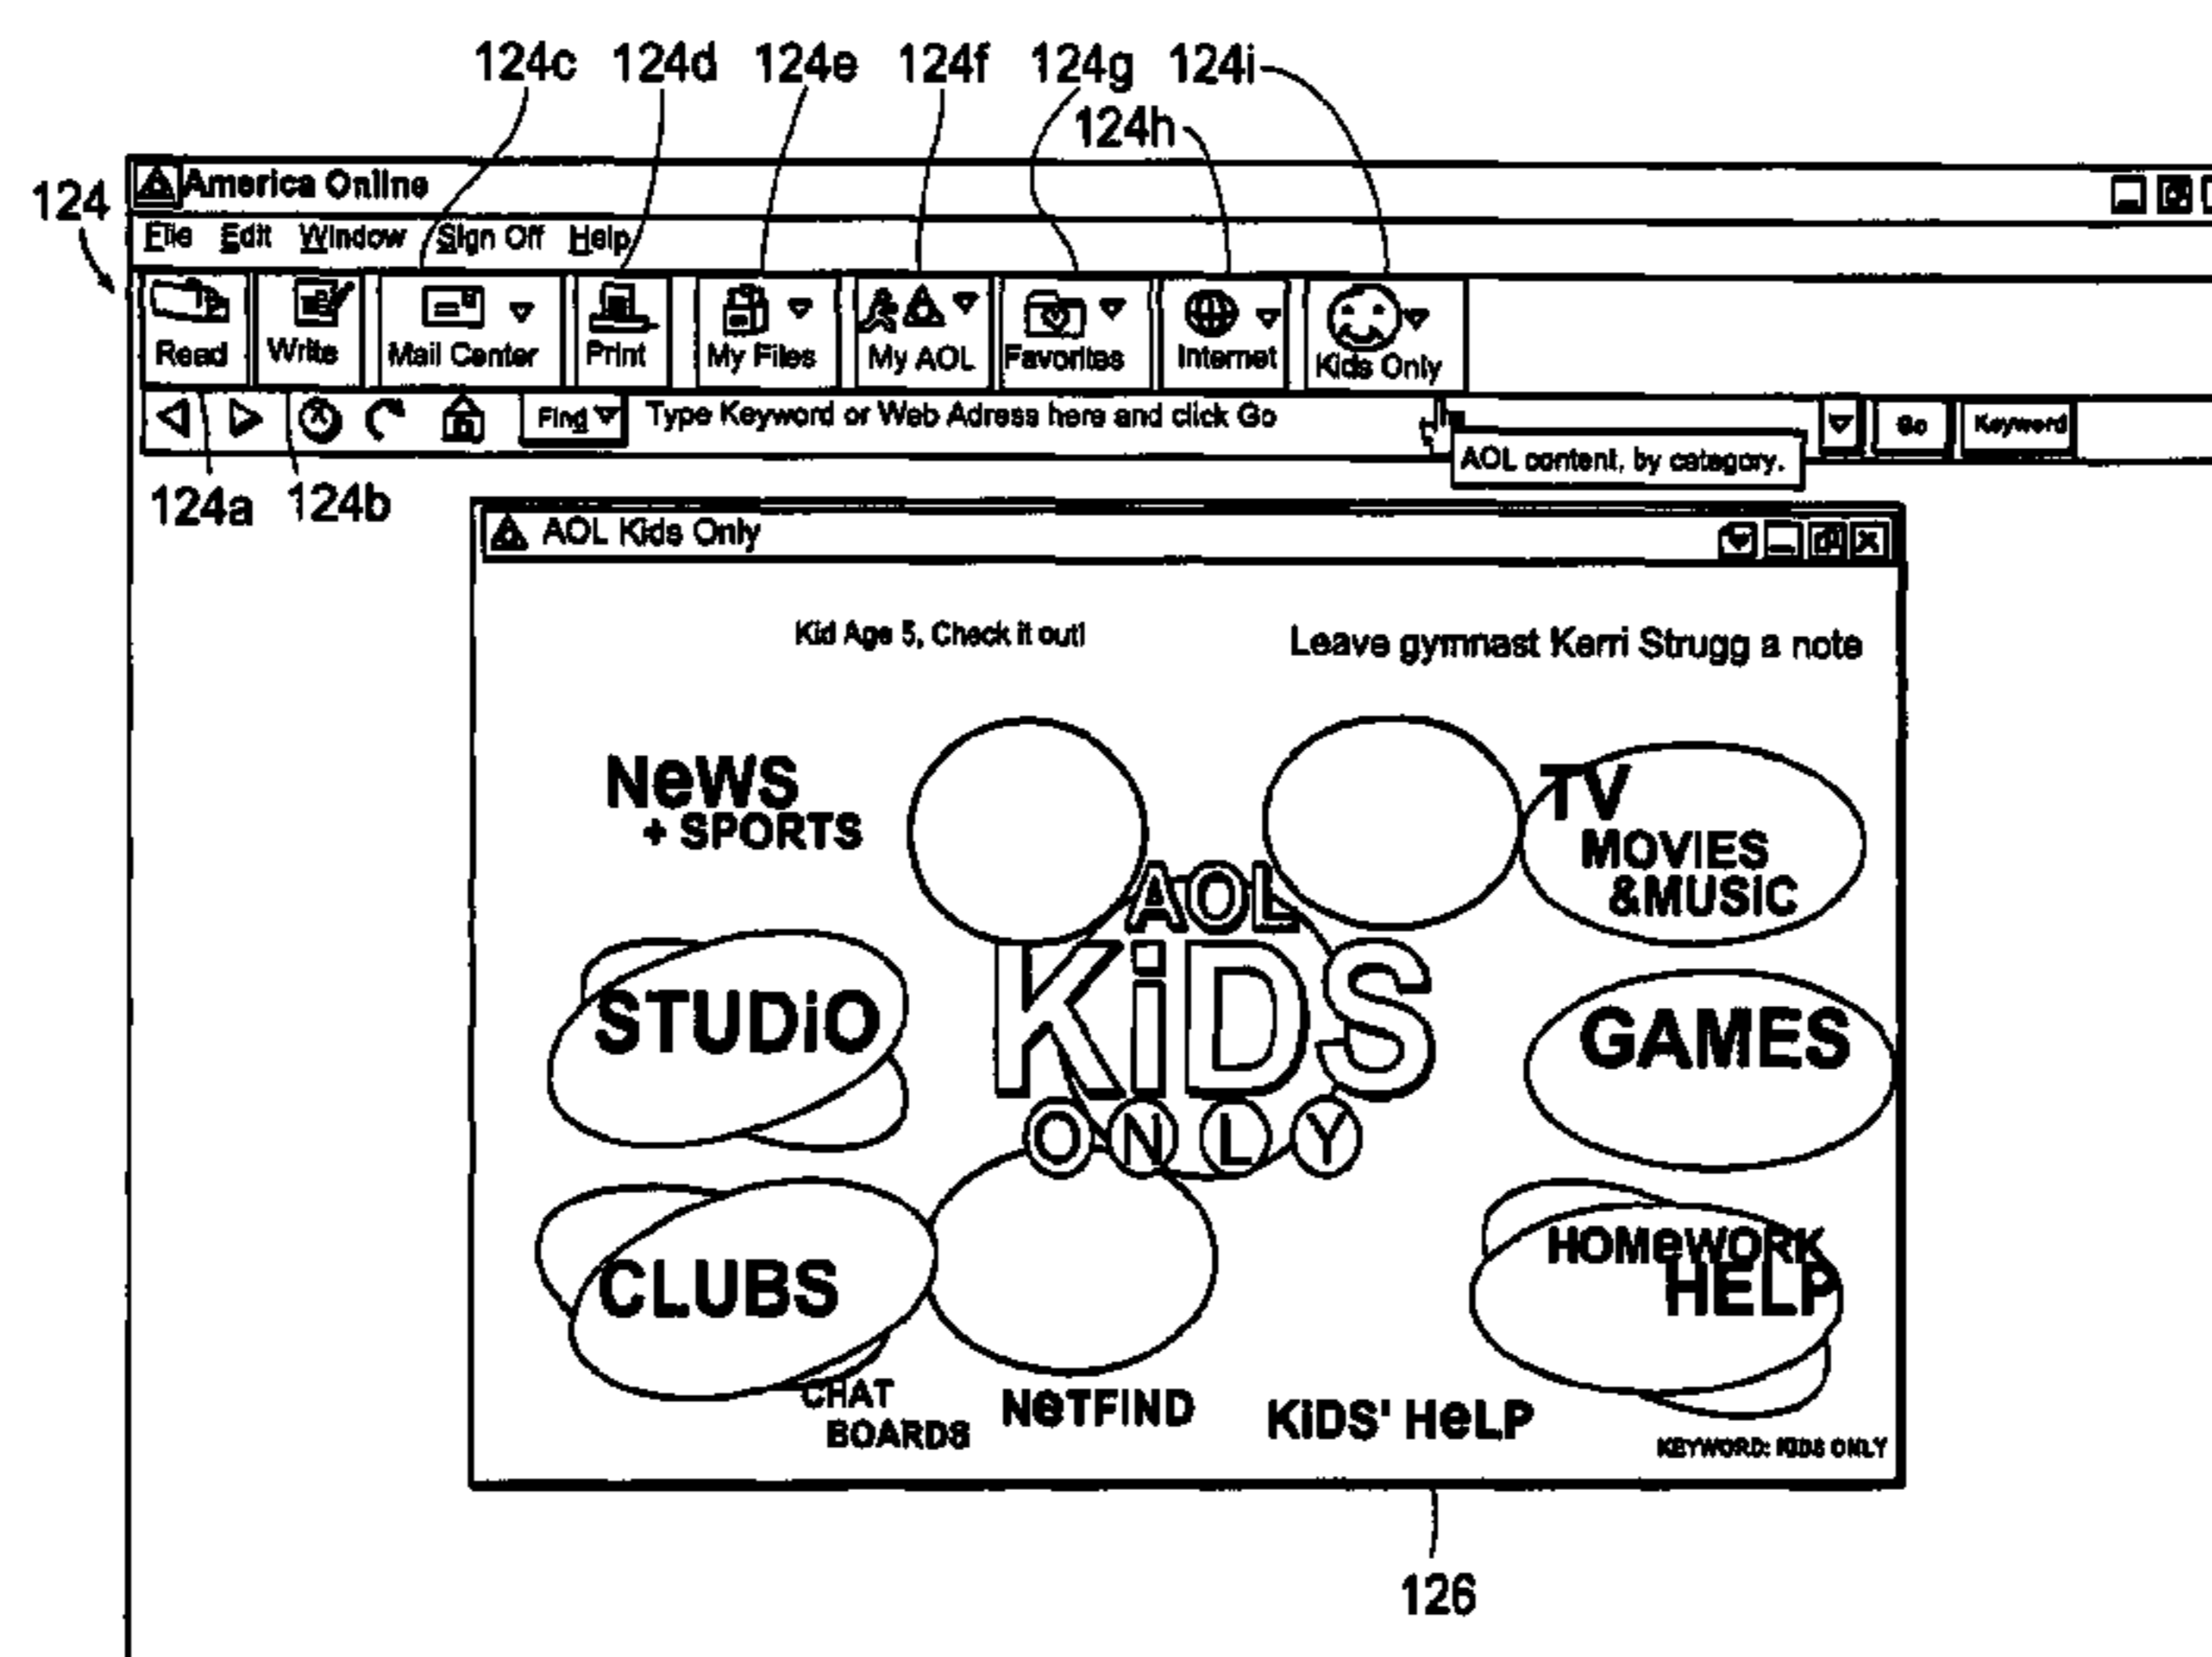 124c 124d 124e 124f 124g 124i
124h
124
America Online
File Edit Window Sign Off Help
Read Write Mail Center Print My Files My AOL Favorites Internet Kids Only
Find Type Keyword or Web Adress here and click Go Go Keyword
AOL content, by category.
124a 124b
AOL Kids Only
Kid Age 5, Check it out!
Leave gymnast Kerri Strugg a note
NeWS
+ SPORTS
TV
MOVIES
&MUSiC
AOL
KiDS
ONLY
STUDiO
GAMES
CLUBS
HOMeWORK
HELP
CHAT
BOARDS
NeTFIND
KiDS' HeLP
KEYWORD: KIDS ONLY
126